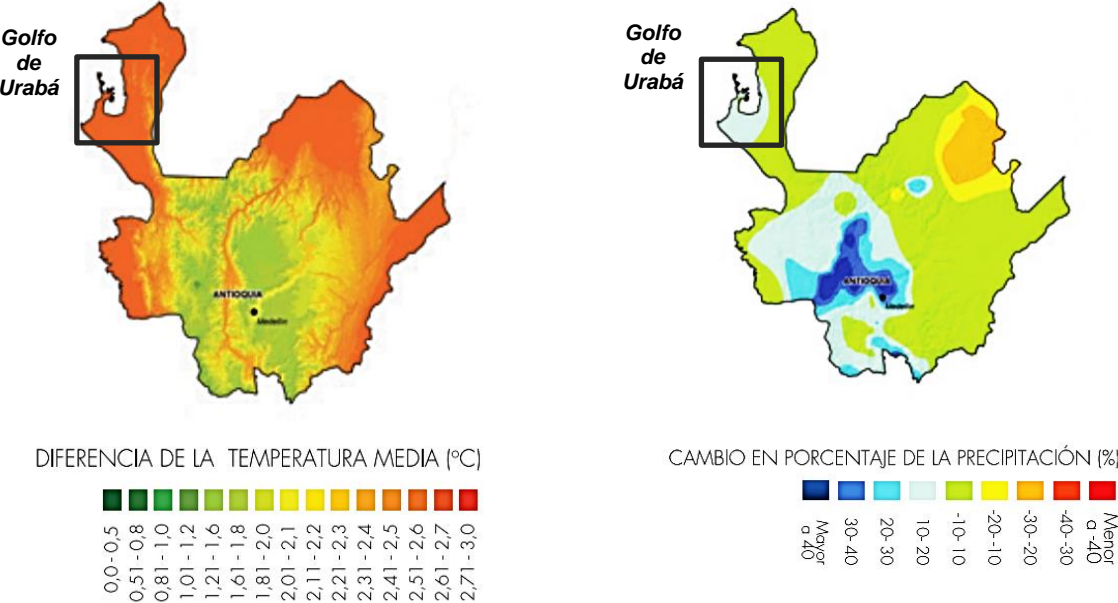 Golfo
de
Urabá
ANTIOQUIA
Medellín
DIFERENCIA DE LA TEMPERATURA MEDIA (ºC)
0,0 - 0,5
0,51 - 0,8
0,81 - 1,0
1,01 - 1,2
1,21 - 1,6
1,61 - 1,8
1,81 - 2,0
2,01 - 2,1
2,11 - 2,2
2,21 - 2,3
2,31 - 2,4
2,41 - 2,5
2,51 - 2,6
2,61 - 2,7
2,71 - 3,0
Golfo
de
Urabá
ANTIOQUIA
Medellín
CAMBIO EN PORCENTAJE DE LA PRECIPITACIÓN (%)
Mayor
a 40
30-40
20-30
10-20
-10-10
-20-10
-30-20
-40-30
Menor
a -40